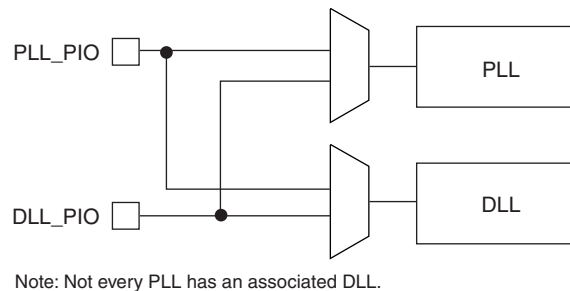 PLL_PIO
PLL
DLL_PIO
DLL
Note: Not every PLL has an associated DLL.